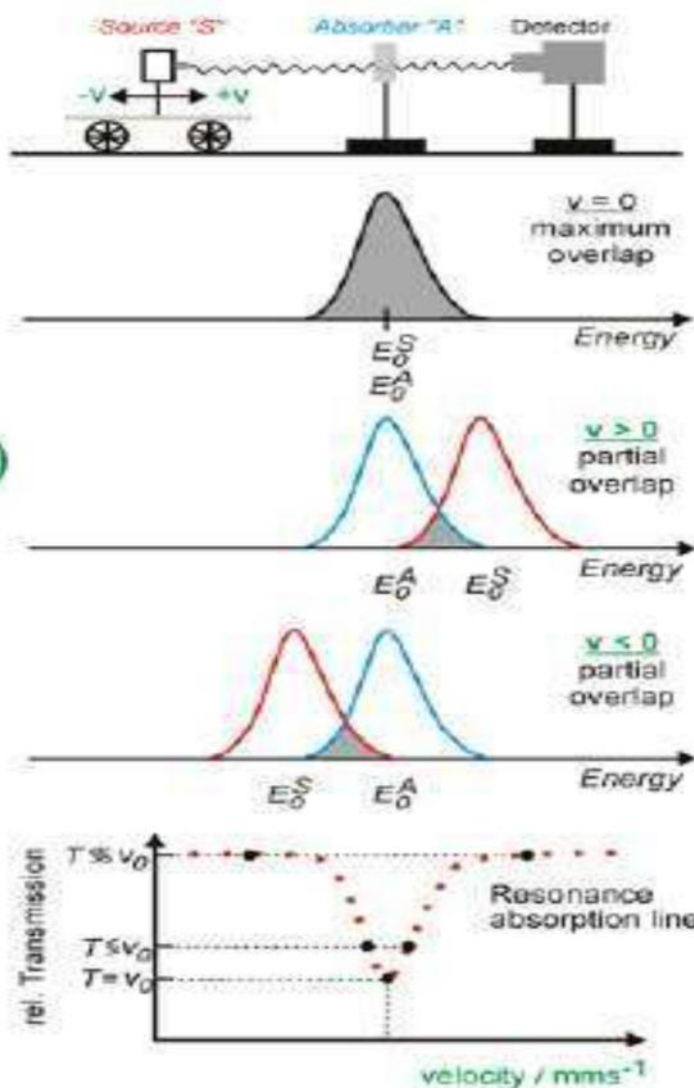 Source "S" Absorber "A" Detector
-v +v
v = 0
maximum
overlap
Energy
E₀ˢ
E₀ᴬ
v > 0
partial
overlap
Energy
E₀ᴬ E₀ˢ
v < 0
partial
overlap
Energy
E₀ˢ E₀ᴬ
rel. Transmission
Resonance
absorption line
T = v₀
velocity / mms⁻¹